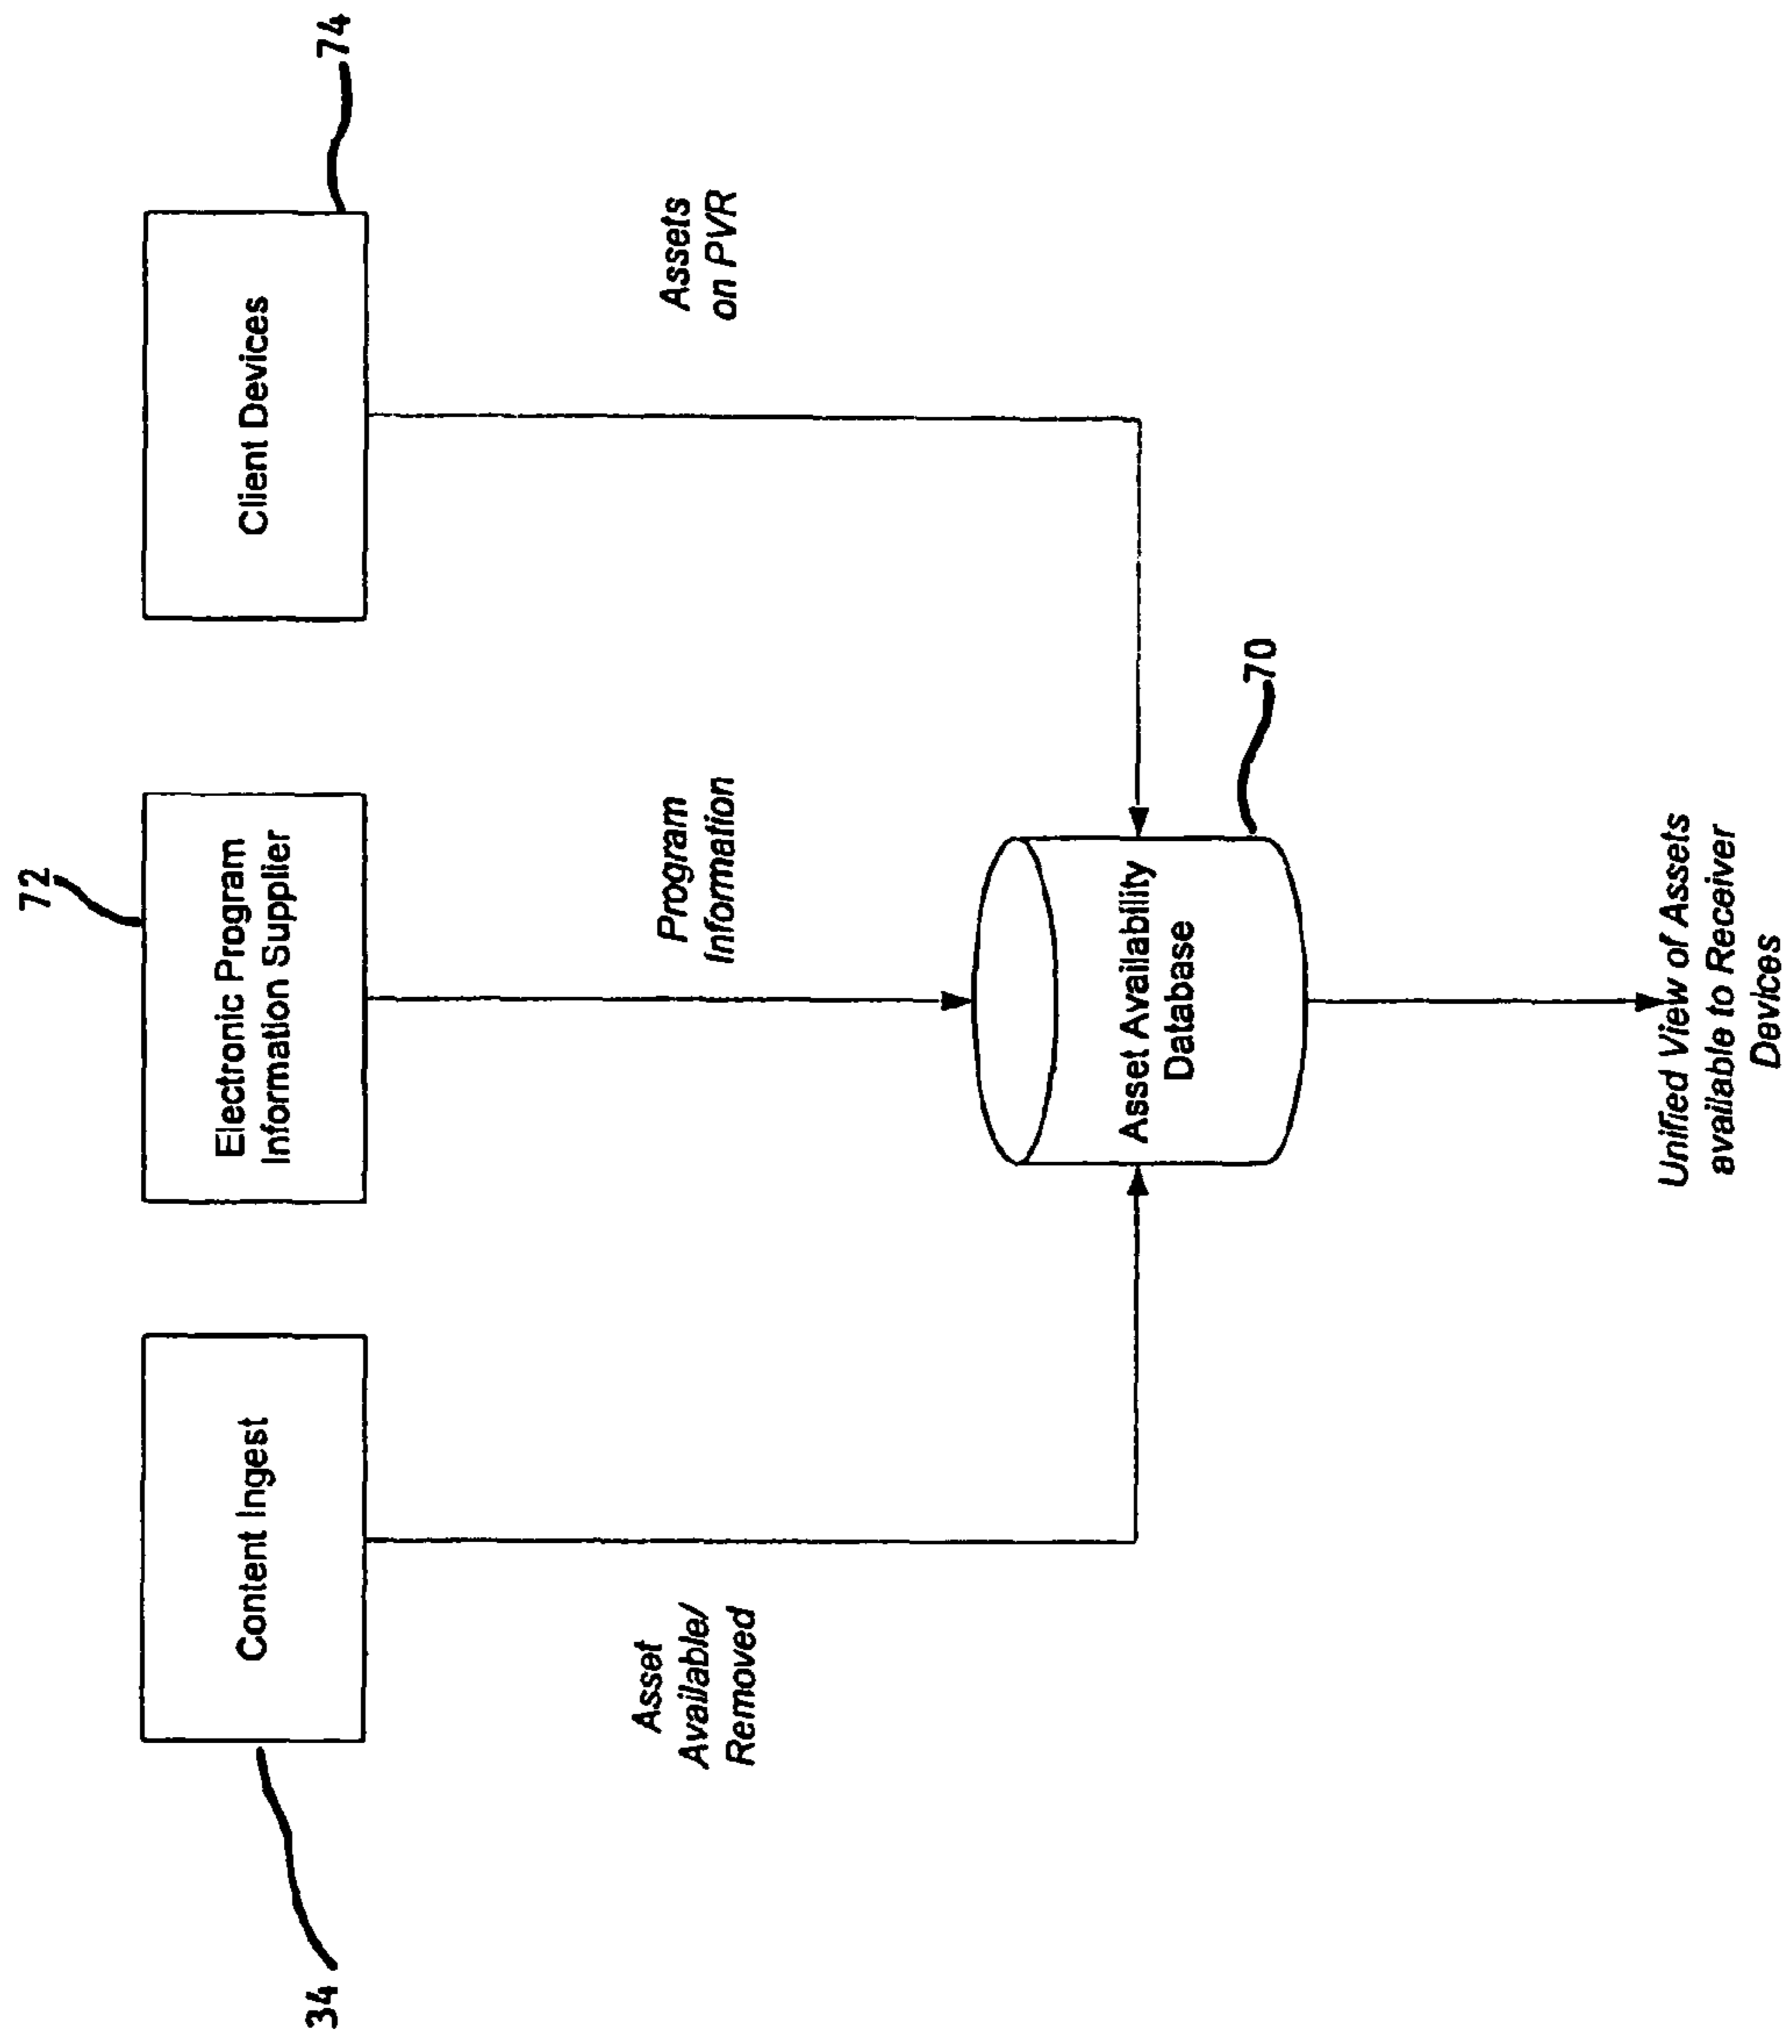 72
74
34
Content Ingest
Electronic Program
Information Supplier
Client Devices
Asset
Available/
Removed
Program
Information
Assets
on PVR
Asset Availability
Database
70
Unified View of Assets
available to Receiver
Devices